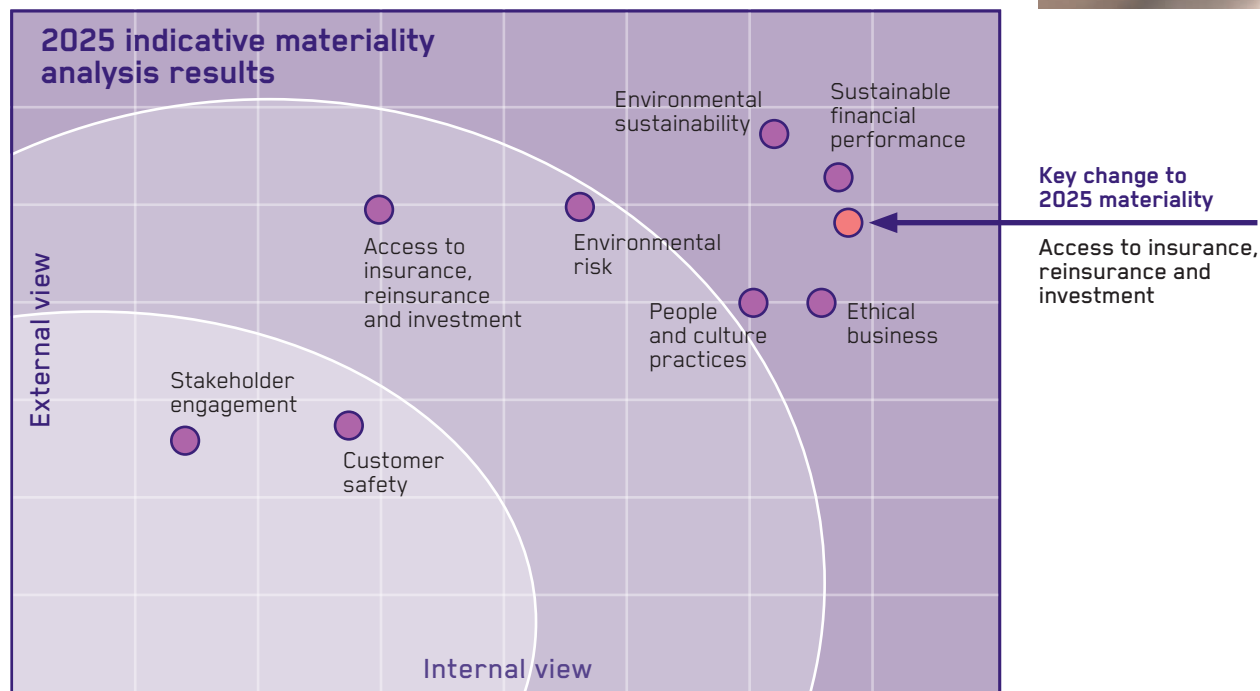 2025 indicative materiality
analysis results
Environmental
sustainability
Sustainable
financial
performance
Key change to
2025 materiality
Access to insurance,
reinsurance and
investment
Access to
insurance,
reinsurance
and investment
Environmental
risk
People
and culture
practices
Ethical
business
External view
Stakeholder
engagement
Customer
safety
Internal view